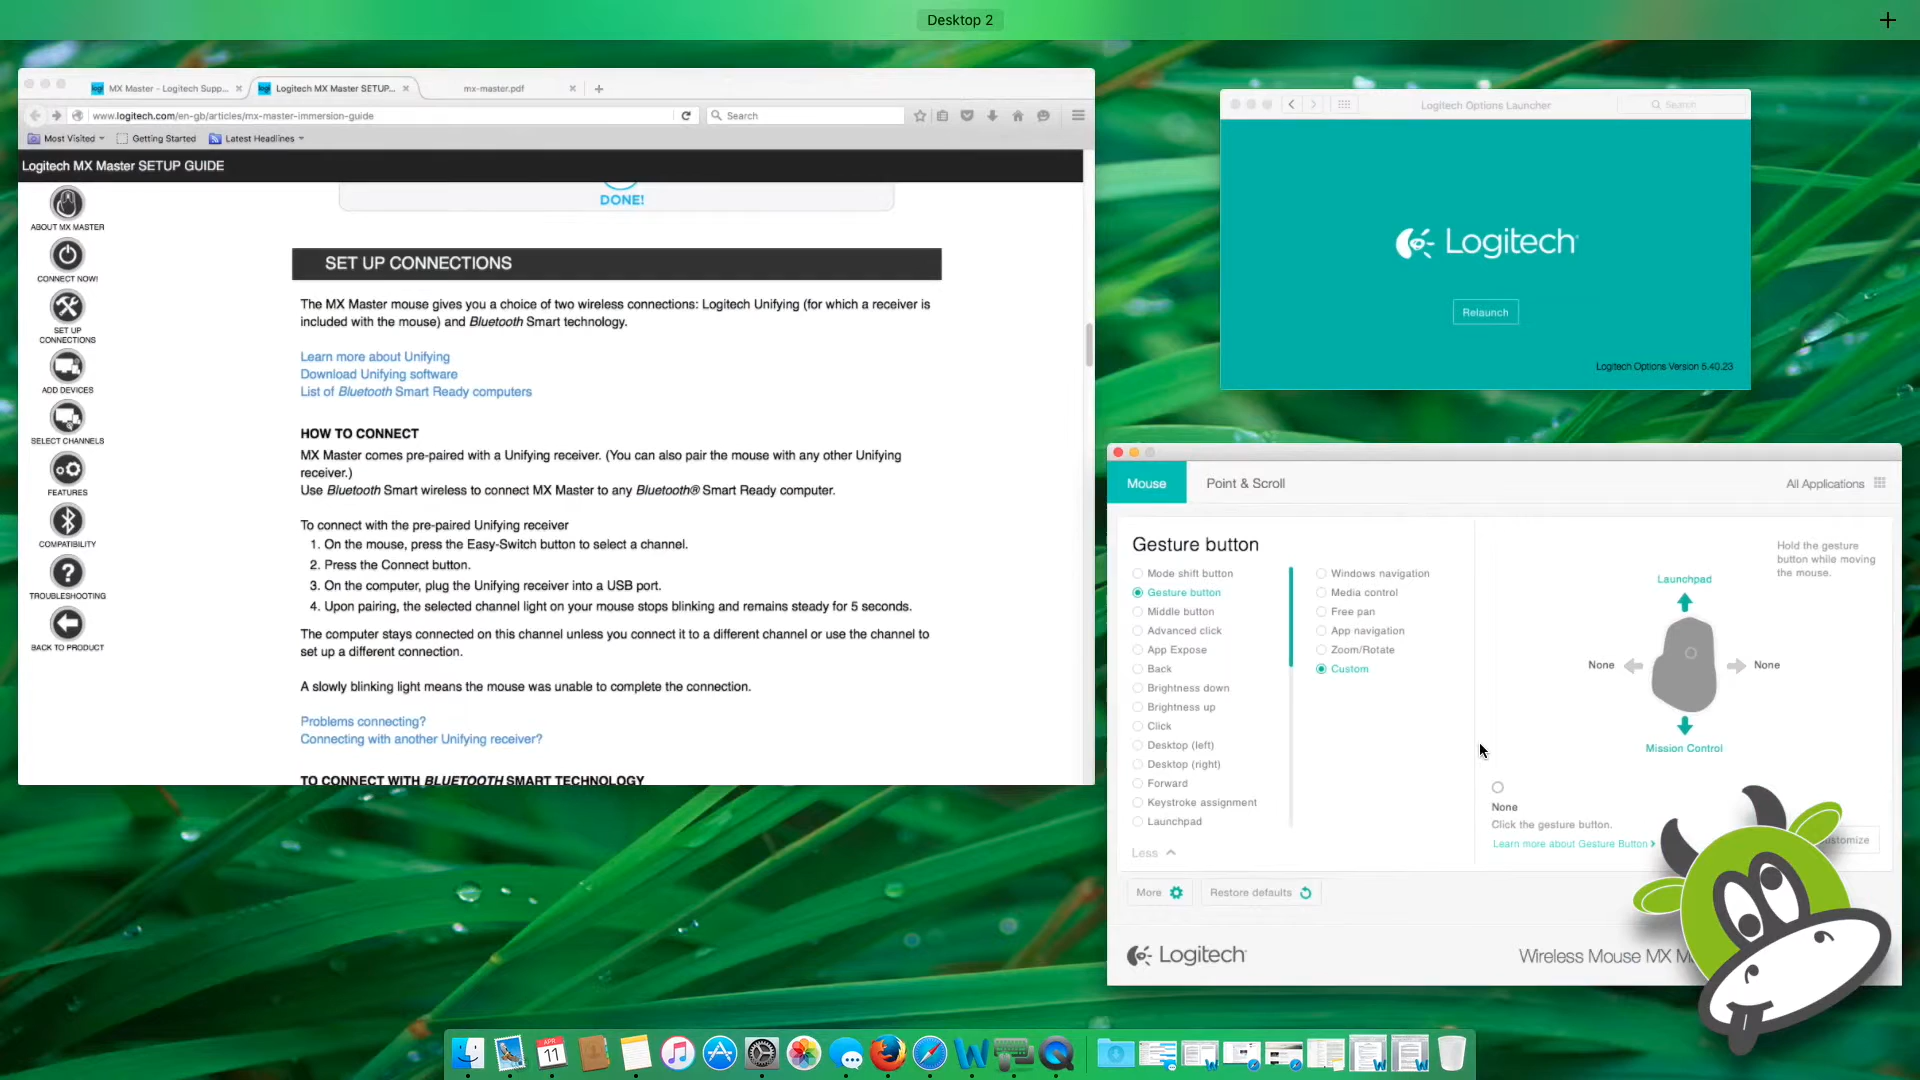 Desktop 2
MX Master - Logitech Supp...
Logitech MX Master SETUP...
mx-master.pdf
www.logitech.com/en-gb/articles/mx-master-immersion-guide
Search
Most Visited
Getting Started
Latest Headlines
Logitech MX Master SETUP GUIDE
ABOUT MX MASTER
CONNECT NOW!
SET UP
CONNECTIONS
ADD DEVICES
SELECT CHANNELS
FEATURES
COMPATIBILITY
TROUBLESHOOTING
BACK TO PRODUCT
DONE!
SET UP CONNECTIONS
The MX Master mouse gives you a choice of two wireless connections: Logitech Unifying (for which a receiver is
included with the mouse) and Bluetooth Smart technology.
Learn more about Unifying
Download Unifying software
List of Bluetooth Smart Ready computers
HOW TO CONNECT
MX Master comes pre-paired with a Unifying receiver. (You can also pair the mouse with any other Unifying
receiver.)
Use Bluetooth Smart wireless to connect MX Master to any Bluetooth® Smart Ready computer.
To connect with the pre-paired Unifying receiver
1. On the mouse, press the Easy-Switch button to select a channel.
2. Press the Connect button.
3. On the computer, plug the Unifying receiver into a USB port.
4. Upon pairing, the selected channel light on your mouse stops blinking and remains steady for 5 seconds.
The computer stays connected on this channel unless you connect it to a different channel or use the channel to
set up a different connection.
A slowly blinking light means the mouse was unable to complete the connection.
Problems connecting?
Connecting with another Unifying receiver?
TO CONNECT WITH BLUETOOTH SMART TECHNOLOGY
Logitech Options Launcher
Search
Logitech
Relaunch
Logitech Options Version 5.40.23
Mouse
Point & Scroll
All Applications
Gesture button
Mode shift button
Gesture button
Middle button
Advanced click
App Expose
Back
Brightness down
Brightness up
Click
Desktop (left)
Desktop (right)
Forward
Keystroke assignment
Launchpad
Less
Windows navigation
Media control
Free pan
App navigation
Zoom/Rotate
Custom
Hold the gesture
button while moving
the mouse.
Launchpad
None
None
Mission Control
None
Click the gesture button.
Learn more about Gesture Button
stomize
More
Restore defaults
Logitech
Wireless Mouse MX M
APR
11